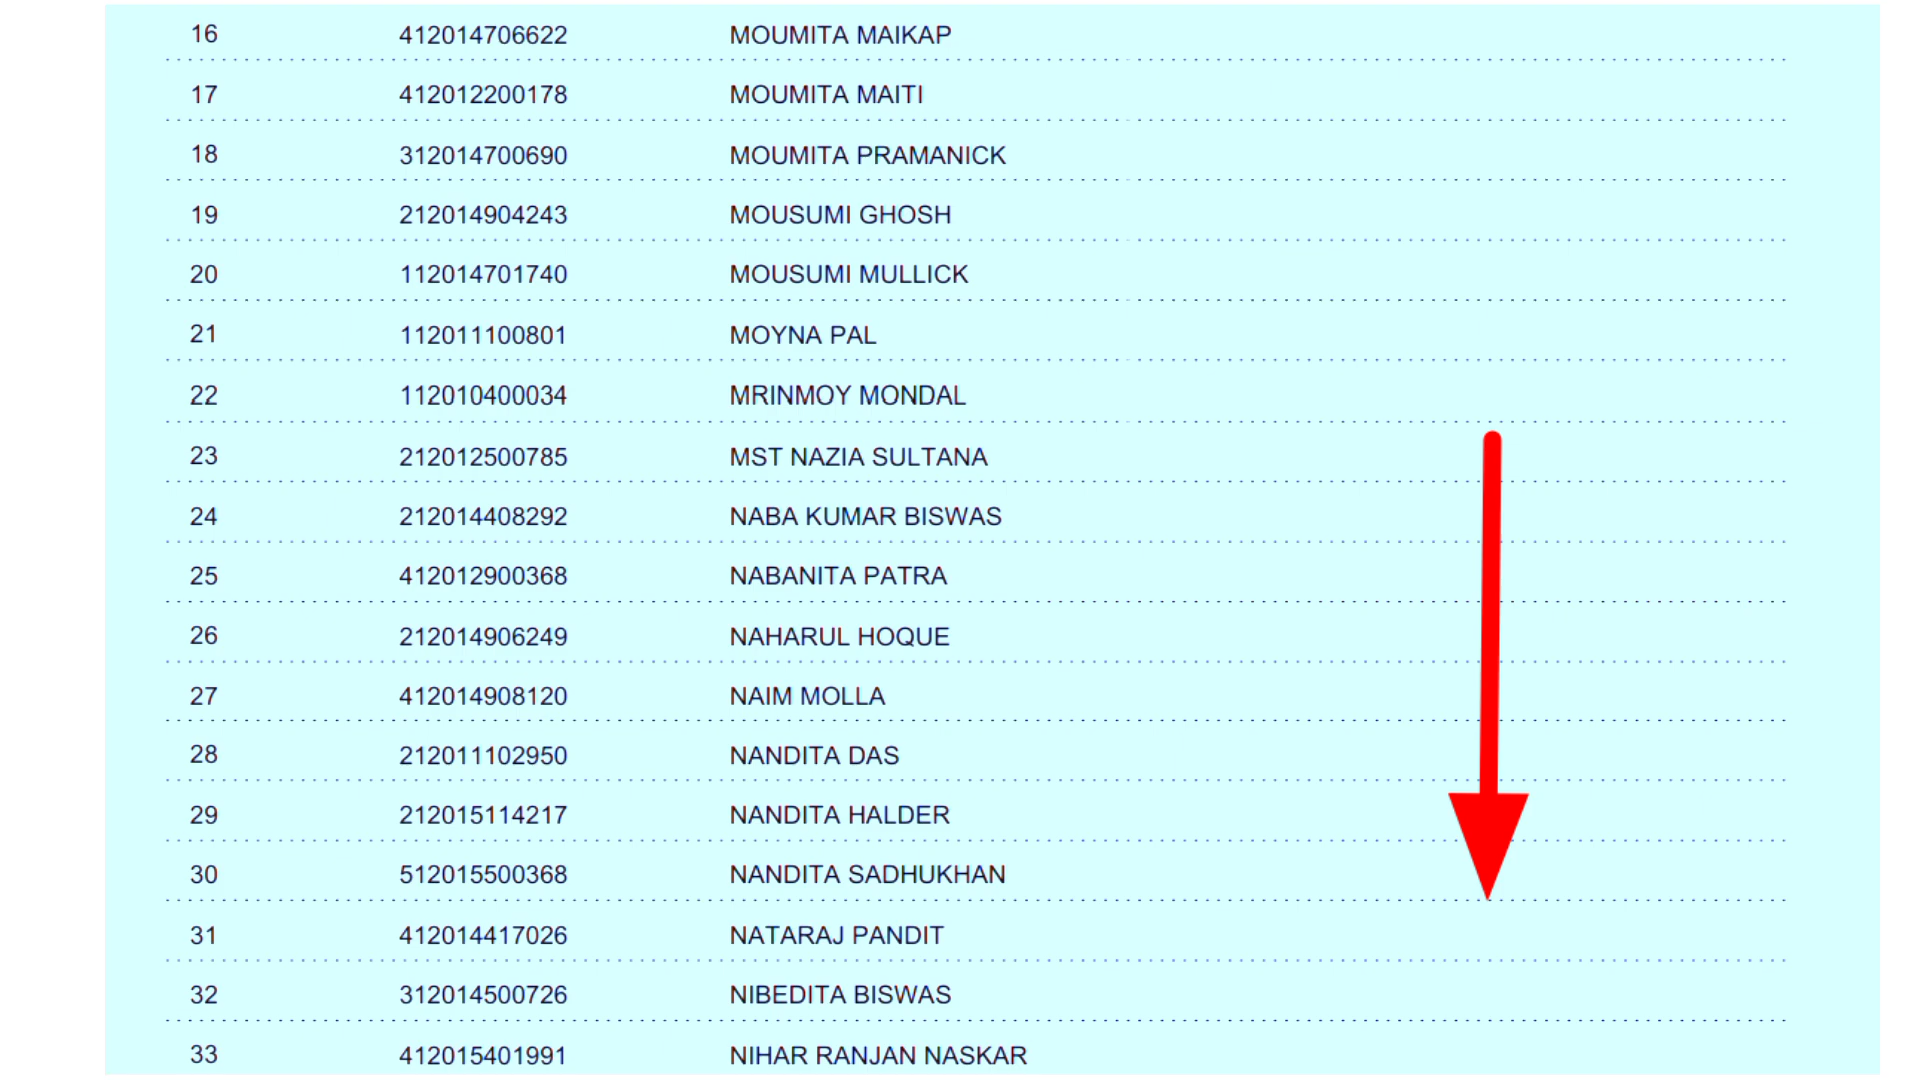 16 412014706622 MOUMITA MAIKAP
17 412012200178 MOUMITA MAITI
18 312014700690 MOUMITA PRAMANICK
19 212014904243 MOUSUMI GHOSH
20 112014701740 MOUSUMI MULLICK
21 112011100801 MOYNA PAL
22 112010400034 MRINMOY MONDAL
23 212012500785 MST NAZIA SULTANA
24 212014408292 NABA KUMAR BISWAS
25 412012900368 NABANITA PATRA
26 212014906249 NAHARUL HOQUE
27 412014908120 NAIM MOLLA
28 212011102950 NANDITA DAS
29 212015114217 NANDITA HALDER
30 512015500368 NANDITA SADHUKHAN
31 412014417026 NATARAJ PANDIT
32 312014500726 NIBEDITA BISWAS
33 412015401991 NIHAR RANJAN NASKAR